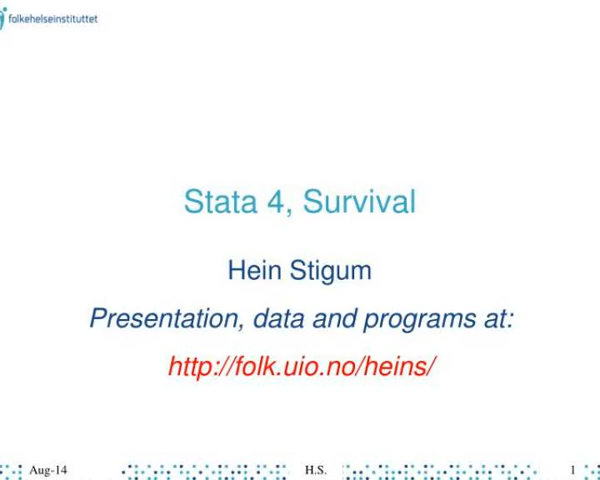 folkehelseinstituttet
Stata 4, Survival
Hein Stigum
Presentation, data and programs at:
http://folk.uio.no/heins/
Aug-14 H.S. 1